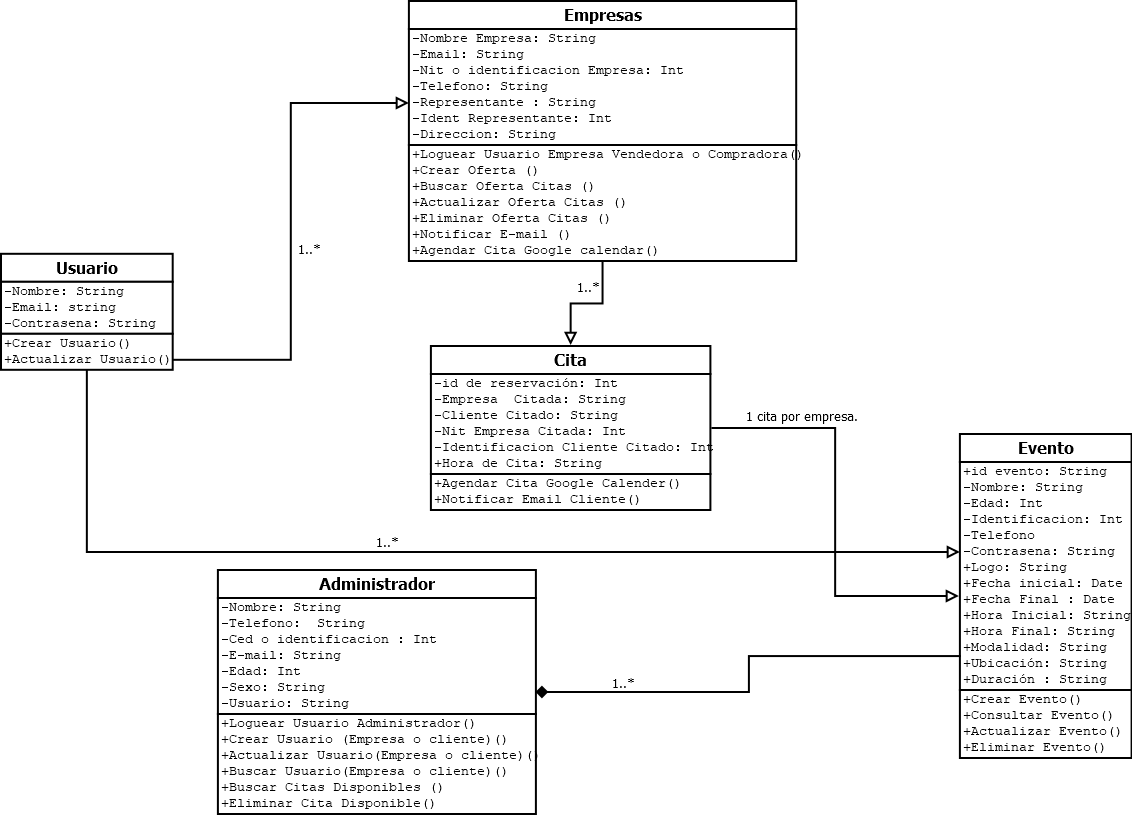 Empresas
-Nombre Empresa: String
-Email: String
-Nit o identificacion Empresa: Int
-Telefono: String
-Representante : String
-Ident Representante: Int
-Direccion: String
+Loguear Usuario Empresa Vendedora o Compradora()
+Crear Oferta ()
+Buscar Oferta Citas ()
+Actualizar Oferta Citas ()
+Eliminar Oferta Citas ()
+Notificar E-mail ()
+Agendar Cita Google calendar()
1..*
Usuario
-Nombre: String
-Email: string
-Contrasena: String
+Crear Usuario()
+Actualizar Usuario()
1..*
Cita
-id de reservación: Int
-Empresa  Citada: String
-Cliente Citado: String
-Nit Empresa Citada: Int
-Identificacion Cliente Citado: Int
+Hora de Cita: String
+Agendar Cita Google Calender()
+Notificar Email Cliente()
1 cita por empresa.
Evento
+id evento: String
-Nombre: String
-Edad: Int
-Identificacion: Int
-Telefono
-Contrasena: String
+Logo: String
+Fecha inicial: Date
+Fecha Final : Date
+Hora Inicial: String
+Hora Final: String
+Modalidad: String
+Ubicación: String
+Duración : String
+Crear Evento()
+Consultar Evento()
+Actualizar Evento()
+Eliminar Evento()
1..*
Administrador
-Nombre: String
-Telefono:  String
-Ced o identificacion : Int
-E-mail: String
-Edad: Int
-Sexo: String
-Usuario: String
+Loguear Usuario Administrador()
+Crear Usuario (Empresa o cliente)()
+Actualizar Usuario(Empresa o cliente)()
+Buscar Usuario(Empresa o cliente)()
+Buscar Citas Disponibles ()
+Eliminar Cita Disponible()
1..*